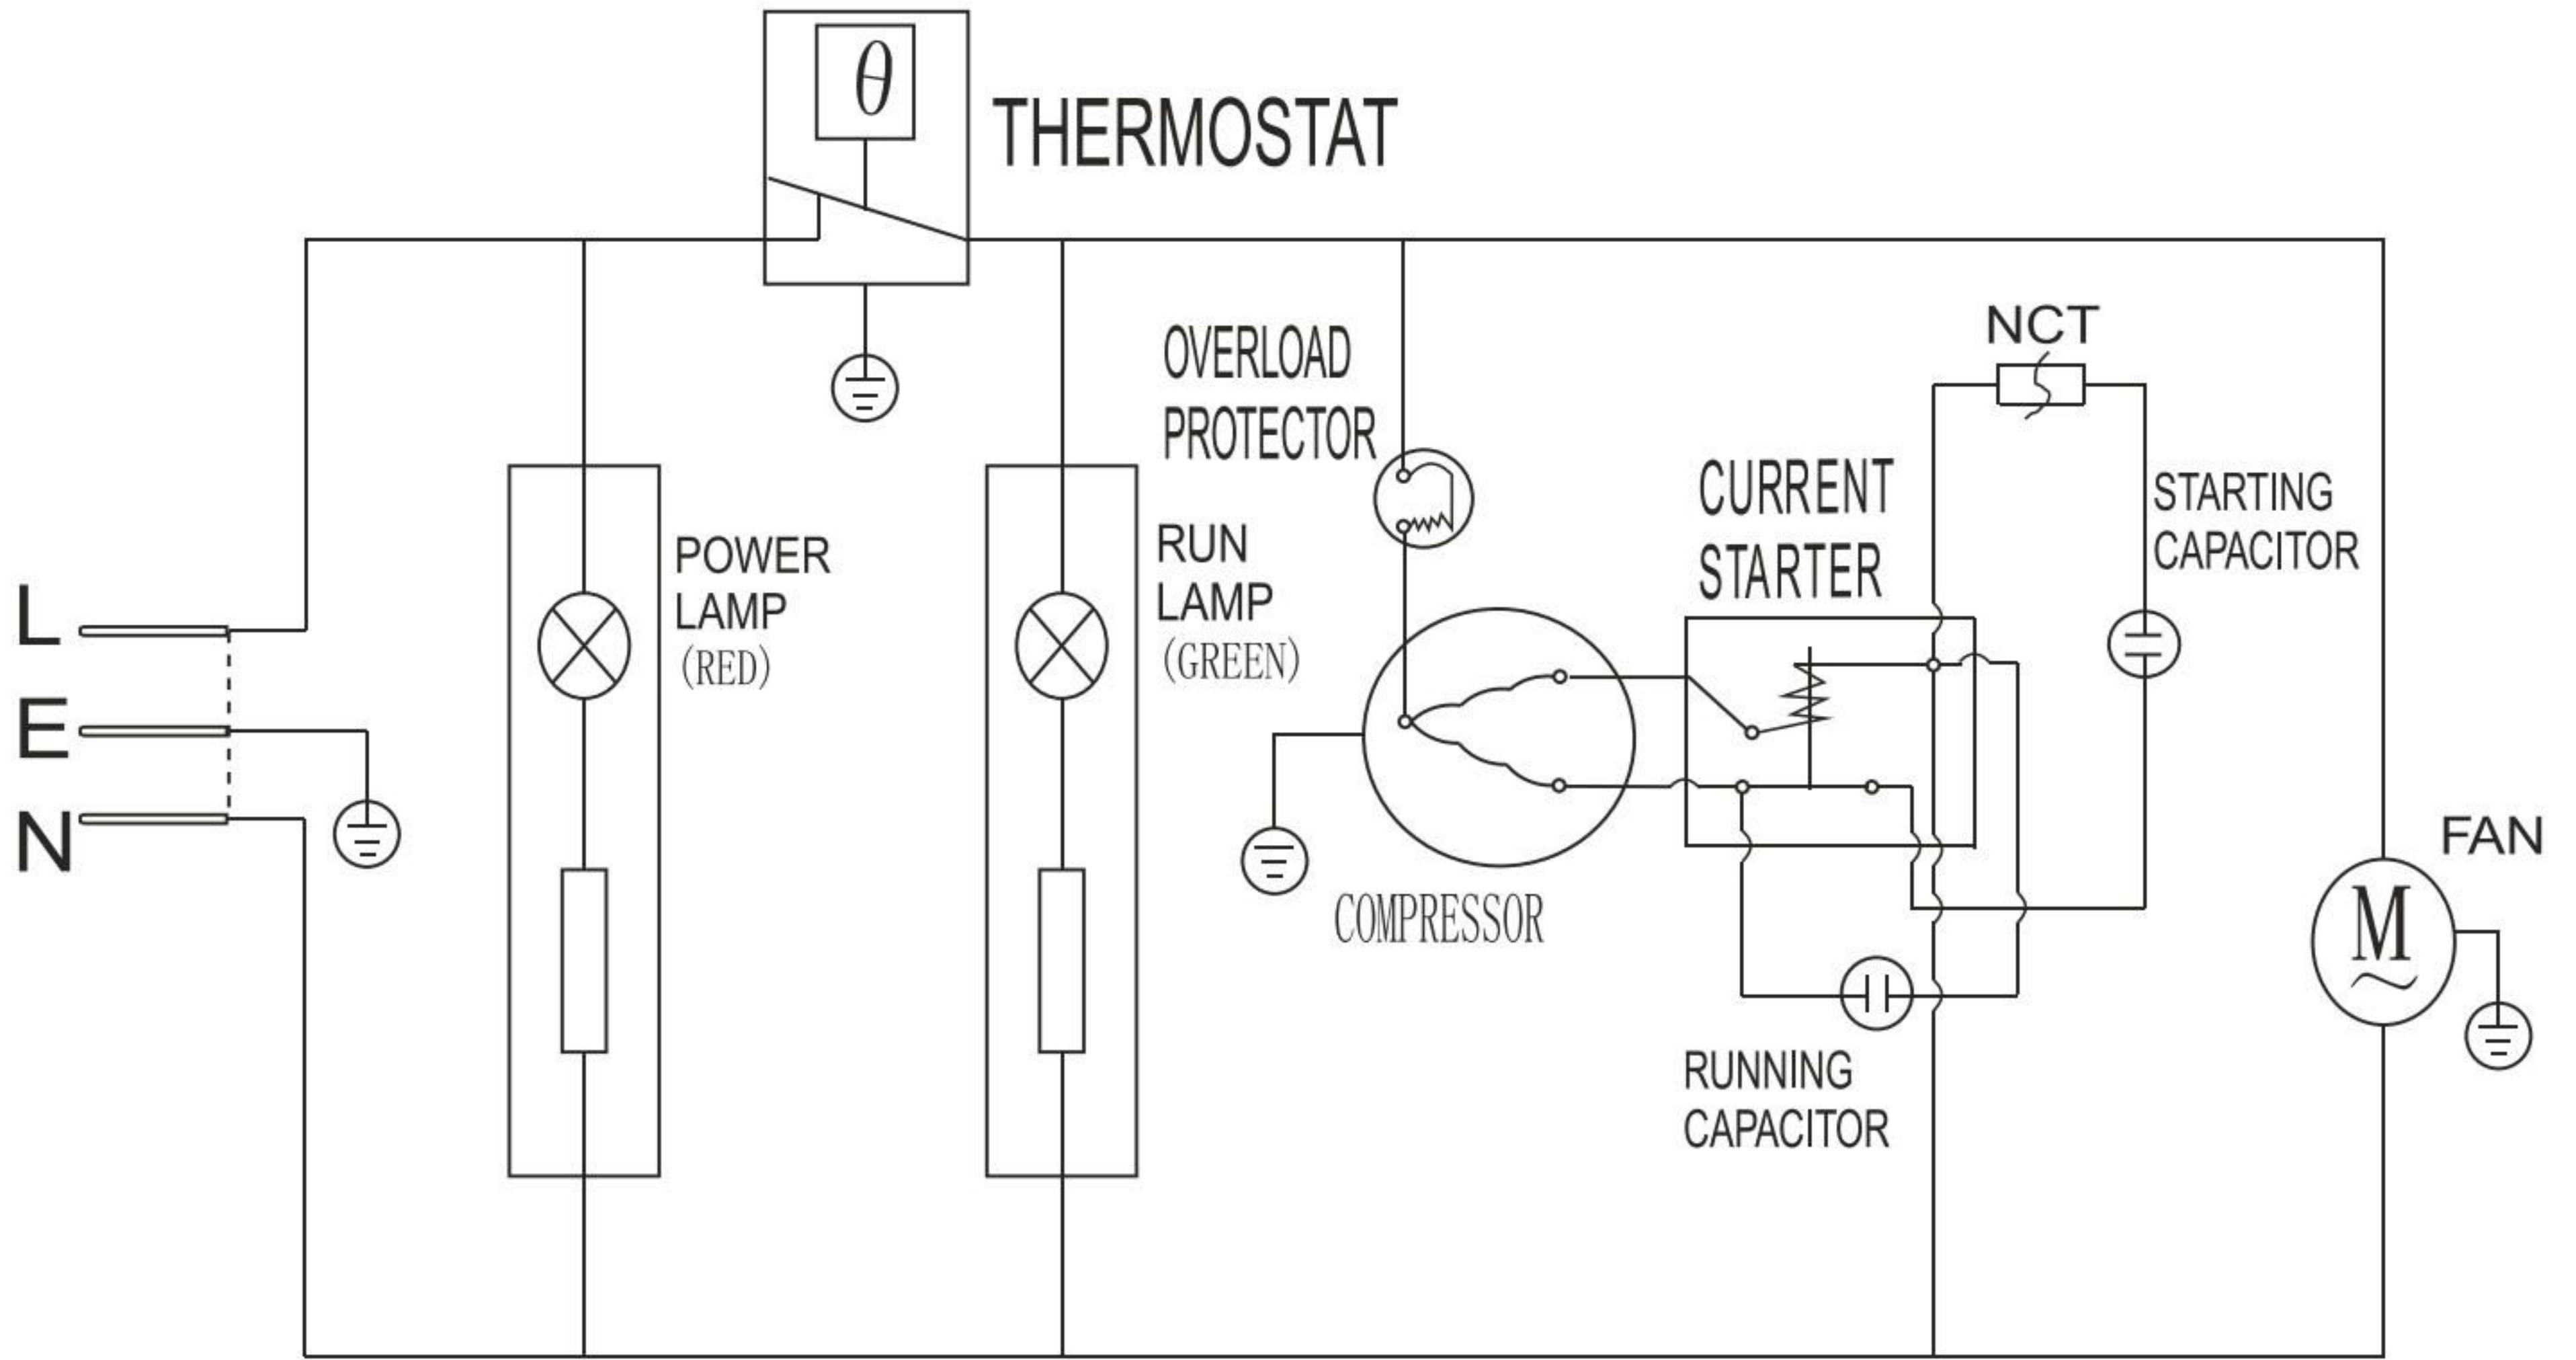 θ
THERMOSTAT
NCT
OVERLOAD
PROTECTOR
CURRENT
STARTER
STARTING
CAPACITOR
POWER
LAMP
(RED)
RUN
LAMP
(GREEN)
L
E
N
COMPRESSOR
FAN
M
~
RUNNING
CAPACITOR